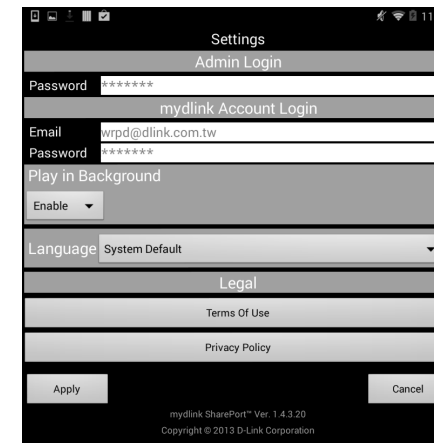 11
Settings
Admin Login
Password *******
mydlink Account Login
Email wrpd@dlink.com.tw
Password *******
Play in Background
Enable
Language System Default
Legal
Terms Of Use
Privacy Policy
Apply Cancel
mydlink SharePort™ Ver. 1.4.3.20
Copyright © 2013 D-Link Corporation